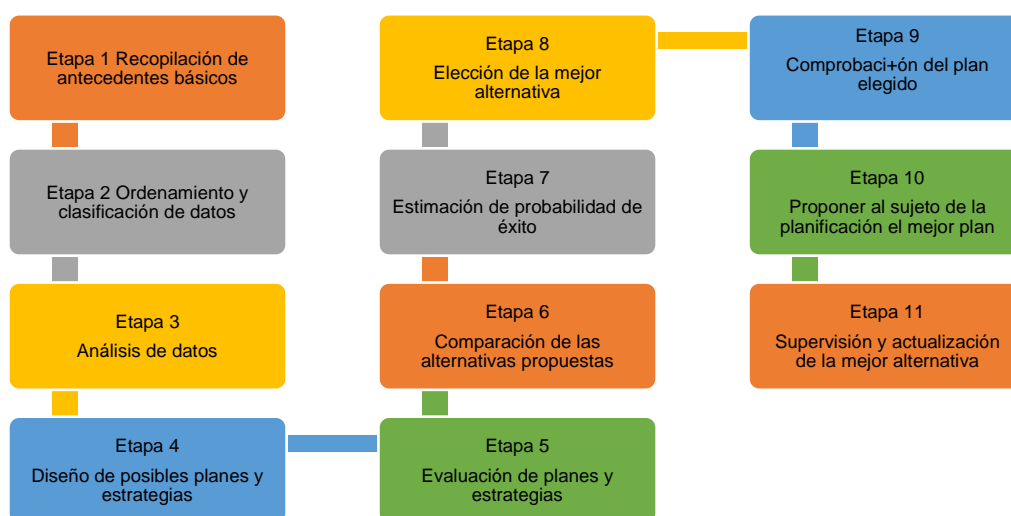 Etapa 1 Recopilación de
antecedentes básicos
Etapa 2 Ordenamiento y
clasificación de datos
Etapa 3
Análisis de datos
Etapa 4
Diseño de posibles planes y
estrategias
Etapa 5
Evaluación de planes y
estrategias
Etapa 6
Comparación de las
alternativas propuestas
Etapa 7
Estimación de probabilidad de
éxito
Etapa 8
Elección de la mejor
alternativa
Etapa 9
Comprobaci+ón del plan
elegido
Etapa 10
Proponer al sujeto de la
planificación el mejor plan
Etapa 11
Supervisión y actualización
de la mejor alternativa